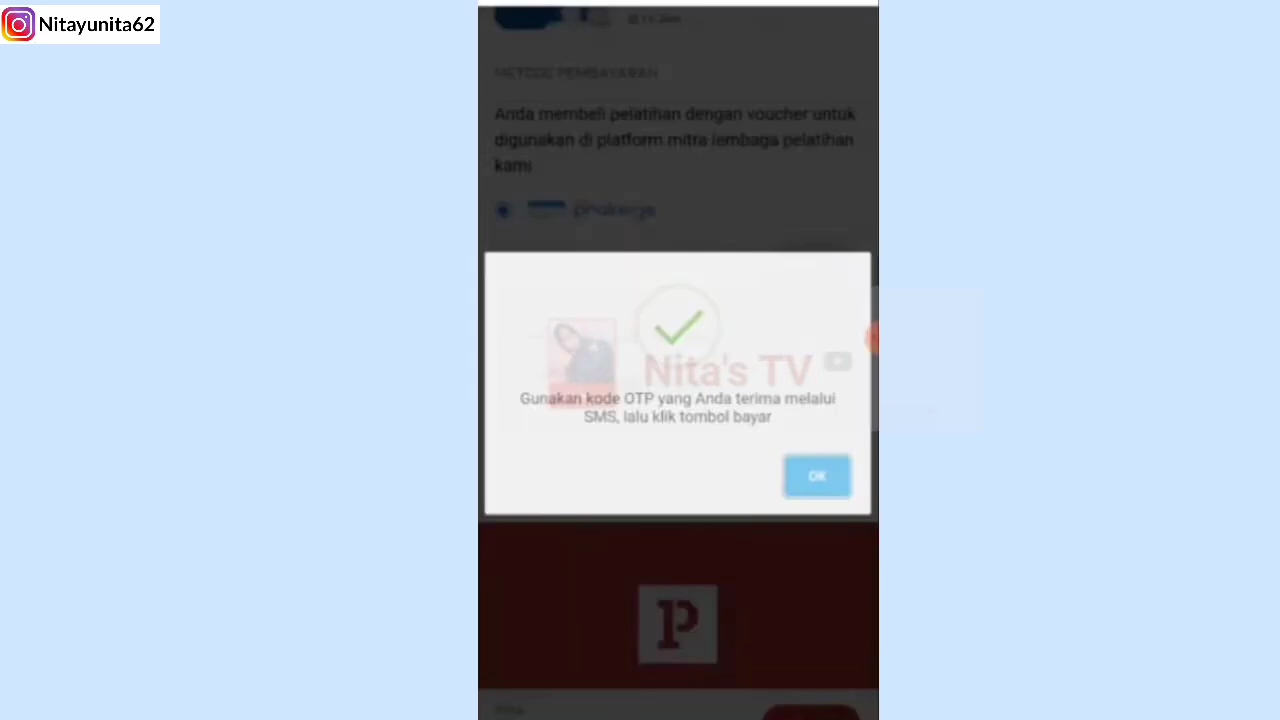 Nitayunita62
METODE PEMBAYARAN
Anda membeli pelatihan dengan voucher untuk
digunakan di platform mitra lembaga pelatihan
kami
prakerja
Nita's TV
Gunakan kode OTP yang Anda terima melalui
SMS, lalu klik tombol bayar
OK
P